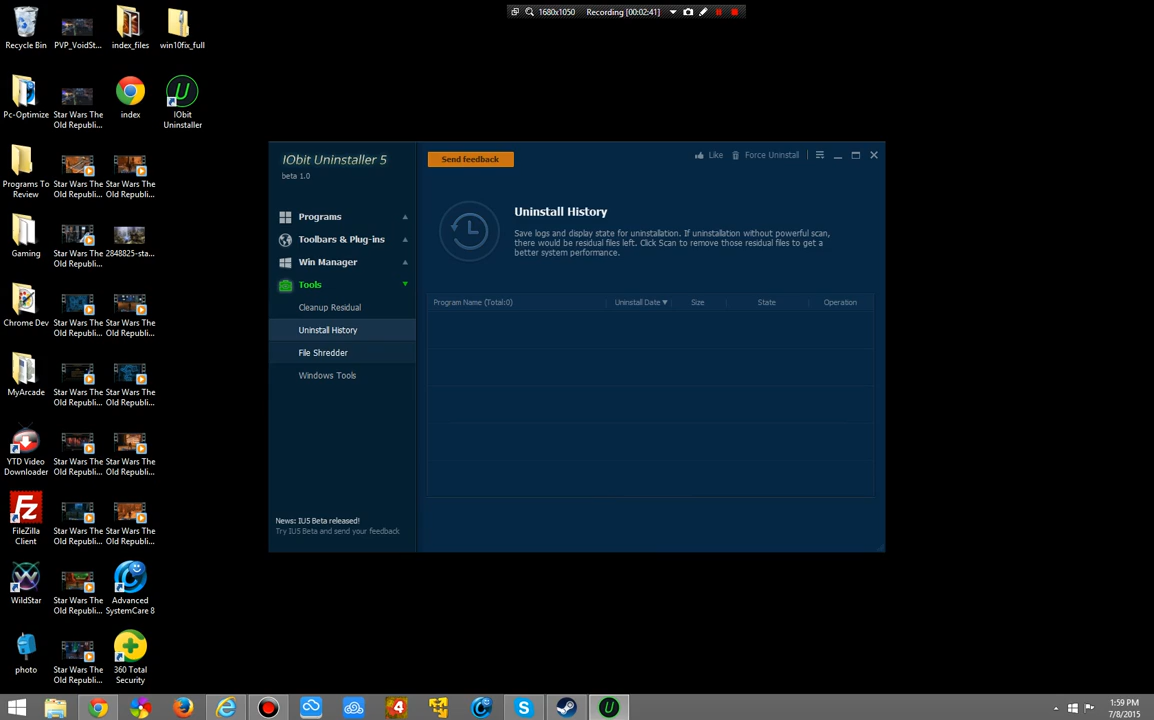 1680x1050 Recording [00:02:41]
Recycle Bin
PVP_VoidSt...
index_files
win10fix_full
Pc-Optimize
Star Wars The
Old Republi...
index
IObit
Uninstaller
Programs To
Review
Star Wars The
Old Republi...
Star Wars The
Old Republi...
Gaming
Star Wars The
Old Republi...
2848825-sta...
Chrome Dev
Star Wars The
Old Republi...
Star Wars The
Old Republi...
MyArcade
Star Wars The
Old Republi...
Star Wars The
Old Republi...
YTD Video
Downloader
Star Wars The
Old Republi...
Star Wars The
Old Republi...
FileZilla
Client
Star Wars The
Old Republi...
Star Wars The
Old Republi...
WildStar
Star Wars The
Old Republi...
Advanced
SystemCare 8
photo
Star Wars The
Old Republi...
360 Total
Security
IObit Uninstaller 5
beta 1.0
Send feedback
Like
Force Uninstall
Programs
Toolbars & Plug-ins
Win Manager
Tools
Cleanup Residual
Uninstall History
File Shredder
Windows Tools
News: IU5 Beta released!
Try IU5 Beta and send your feedback
Uninstall History
Save logs and display state for uninstallation. If uninstallation without powerful scan,
there would be residual files left. Click Scan to remove those residual files to get a
better system performance.
Program Name (Total:0) Uninstall Date Size State Operation
1:59 PM
7/8/2015